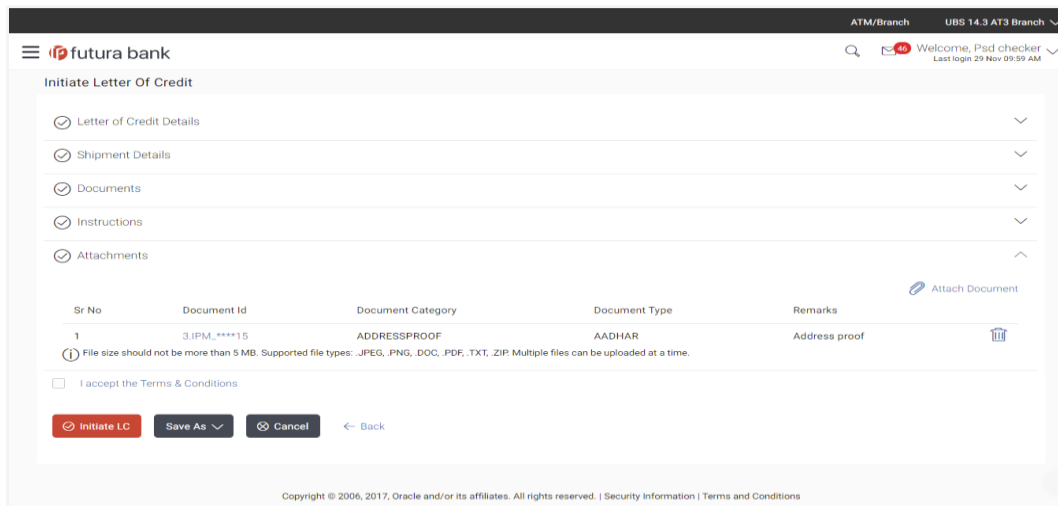 ATM/Branch UBS 14.3 AT3 Branch
futura bank 46 Welcome, Psd checker
Last login 29 Nov 09:59 AM
Initiate Letter Of Credit
Letter of Credit Details
Shipment Details
Documents
Instructions
Attachments
Attach Document
Sr No Document Id Document Category Document Type Remarks
1 3.IPM_****15 ADDRESSPROOF AADHAR Address proof
File size should not be more than 5 MB. Supported file types: .JPEG, .PNG, .DOC, .PDF, .TXT, .ZIP. Multiple files can be uploaded at a time.
I accept the Terms & Conditions
Initiate LC Save As Cancel Back
Copyright © 2006, 2017, Oracle and/or its affiliates. All rights reserved. | Security Information | Terms and Conditions